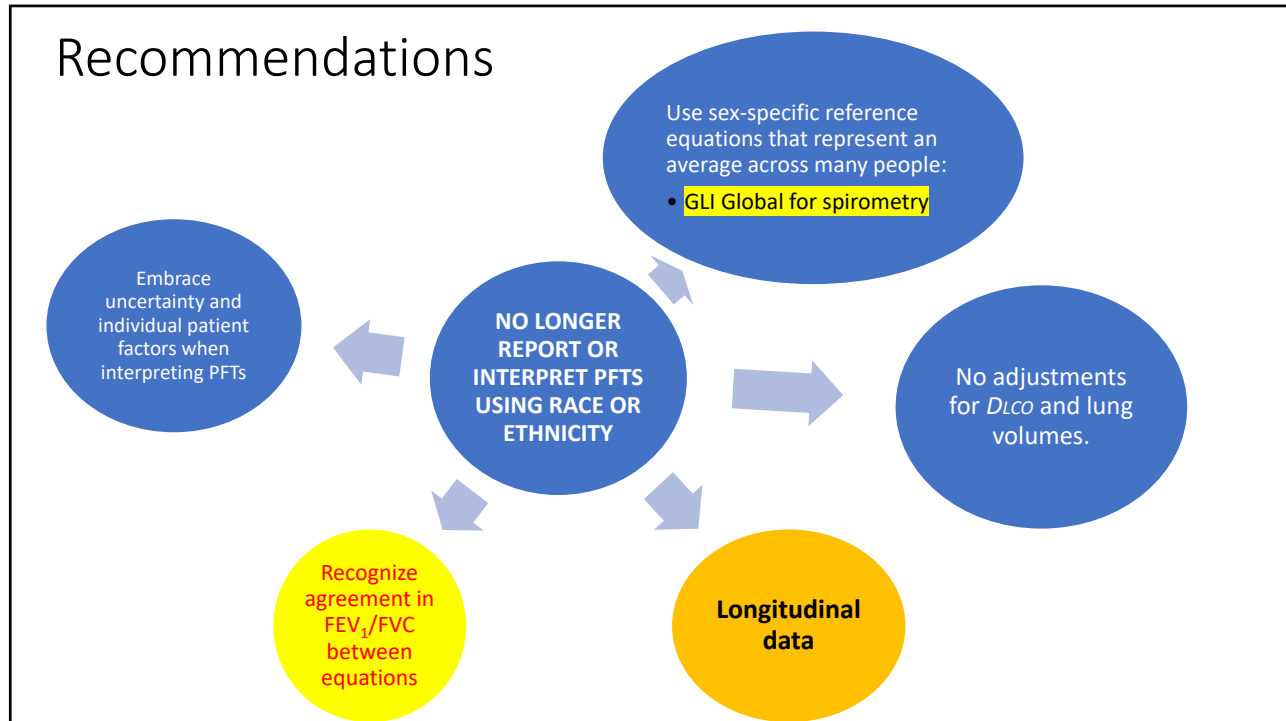 Recommendations
Use sex-specific reference
equations that represent an
average across many people:
• GLI Global for spirometry
Embrace
uncertainty and
individual patient
factors when
interpreting PFTs
NO LONGER
REPORT OR
INTERPRET PFTS
USING RACE OR
ETHNICITY
No adjustments
for DLCO and lung
volumes.
Recognize
agreement in
FEV₁/FVC
between
equations
Longitudinal
data